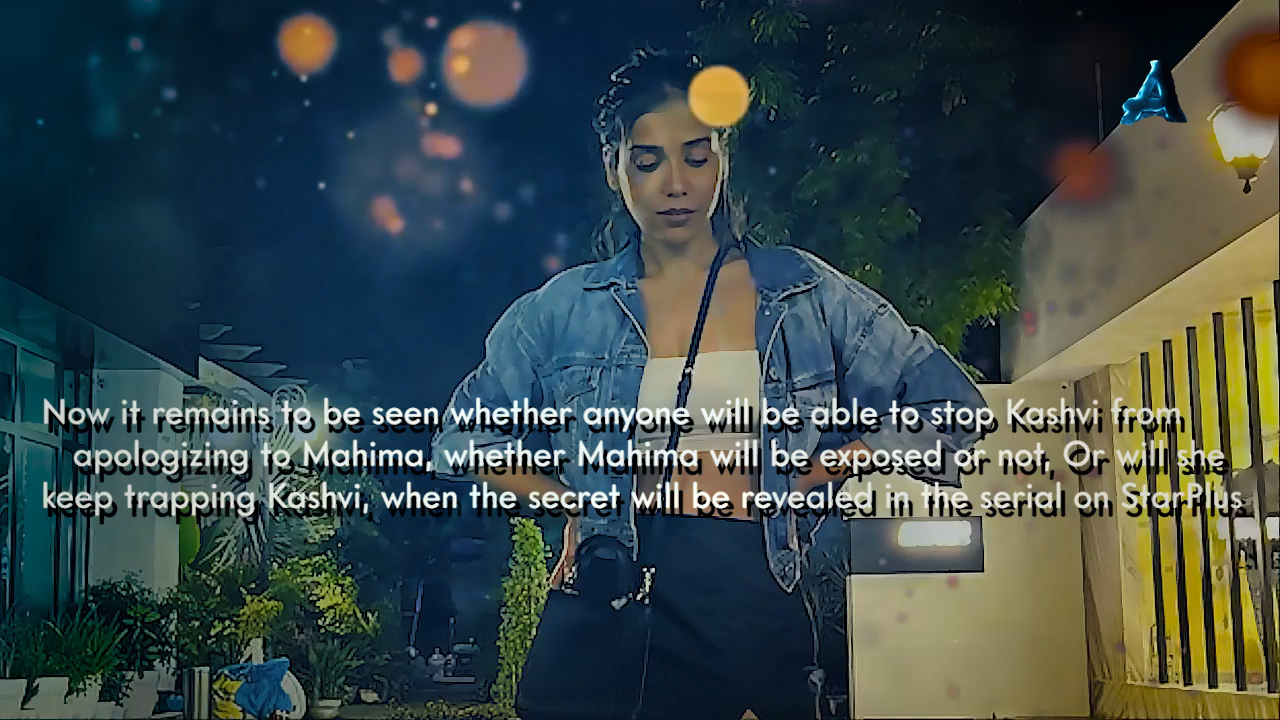 A
Now it remains to be seen whether anyone will be able to stop Kashvi from
apologizing to Mahima, whether Mahima will be exposed or not, Or will she
keep trapping Kashvi, when the secret will be revealed in the serial on StarPlus.